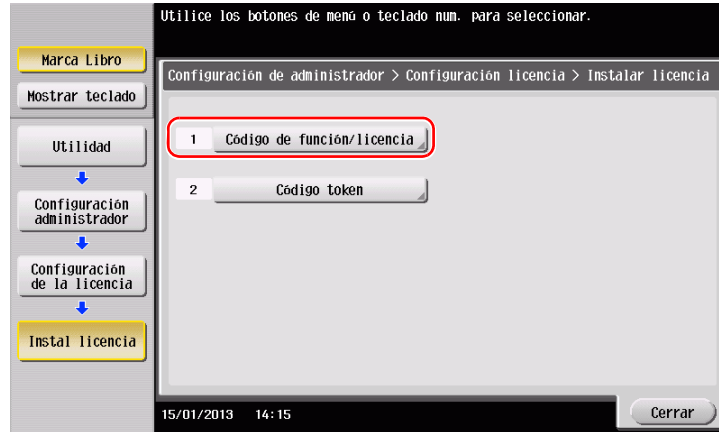 Utilice los botones de menú o teclado num. para seleccionar.
Marca Libro
Mostrar teclado
Utilidad
Configuración
administrador
Configuración
de la licencia
Instal licencia
Configuración de administrador > Configuración licencia > Instalar licencia
1 Código de función/licencia
2 Código token
15/01/2013 14:15
Cerrar